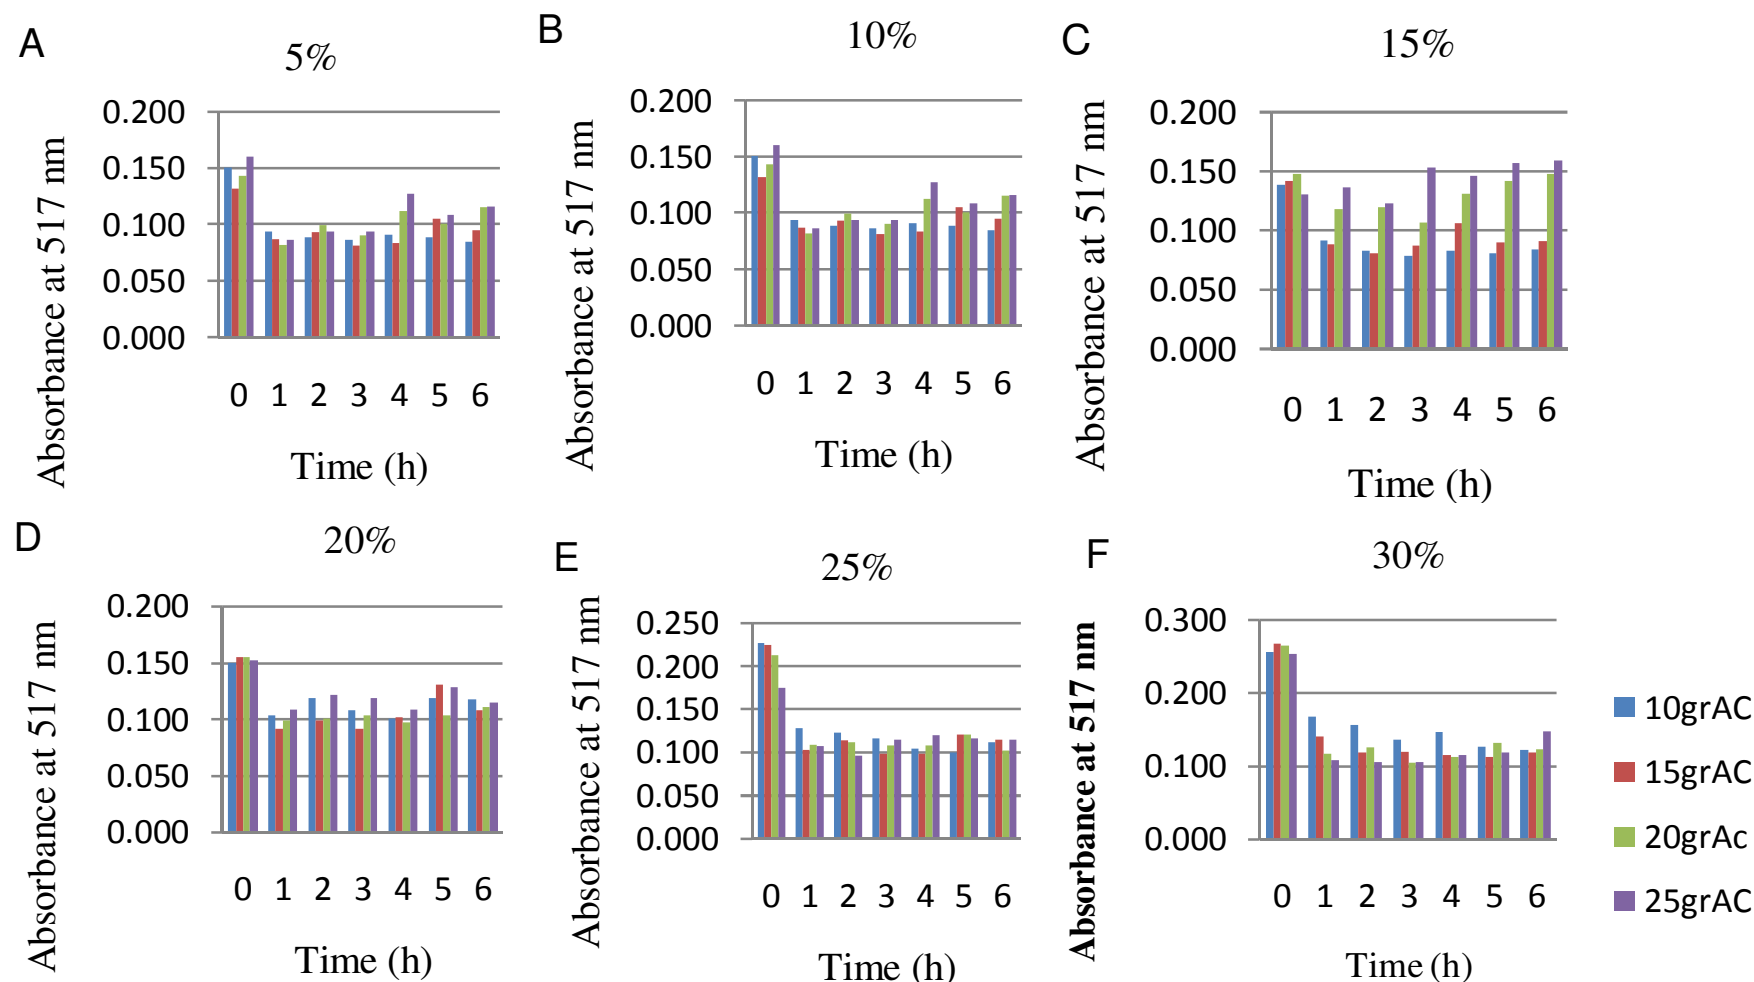 A
5%
Absorbance at 517 nm
0.200
0.150
0.100
0.050
0.000
0 1 2 3 4 5 6
Time (h)
B
10%
Absorbance at 517 nm
0.200
0.150
0.100
0.050
0.000
0 1 2 3 4 5 6
Time (h)
C
15%
Absorbance at 517 nm
0.200
0.150
0.100
0.050
0.000
0 1 2 3 4 5 6
Time (h)
D
20%
Absorbance at 517 nm
0.200
0.150
0.100
0.050
0.000
0 1 2 3 4 5 6
Time (h)
E
25%
Absorbance at 517 nm
0.250
0.200
0.150
0.100
0.050
0.000
0 1 2 3 4 5 6
Time (h)
F
30%
Absorbance at 517 nm
0.300
0.200
0.100
0.000
0 1 2 3 4 5 6
Time (h)
10grAC
15grAC
20grAc
25grAC